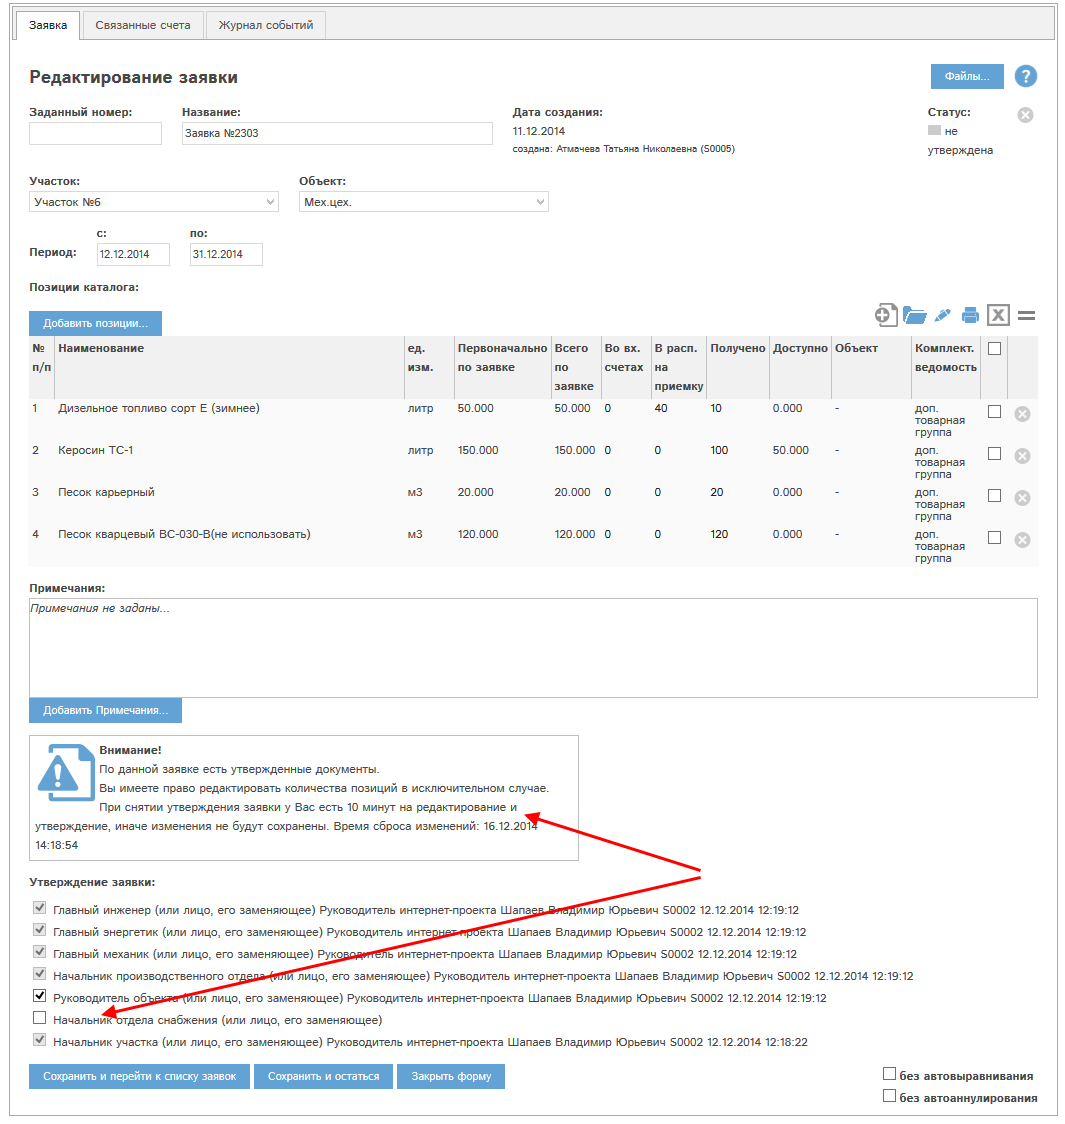 Заявка Связанные счета Журнал событий
Редактирование заявки Файлы... ?
Заданный номер: Название: Дата создания: Статус:
Заявка №2303 11.12.2014 не
создана: Атмачева Татьяна Николаевна (S0005) утверждена
Участок: Объект:
Участок №6 Мех.цех.
с: по:
Период: 12.12.2014 31.12.2014
Позиции каталога:
Добавить позиции...
№ Наименование ед. Первоначально Всего Во вх. В расп. Получено Доступно Объект Комплект.
п/п изм. по заявке по счетах на ведомость
заявке приемку
1 Дизельное топливо сорт Е (зимнее) литр 50.000 50.000 0 40 10 0.000 - доп.
товарная
группа
2 Керосин ТС-1 литр 150.000 150.000 0 0 100 50.000 - доп.
товарная
группа
3 Песок карьерный м3 20.000 20.000 0 0 20 0.000 - доп.
товарная
группа
4 Песок кварцевый ВС-030-В(не использовать) м3 120.000 120.000 0 0 120 0.000 - доп.
товарная
группа
Примечания:
Примечания не заданы...
Добавить Примечания...
Внимание!
По данной заявке есть утвержденные документы.
Вы имеете право редактировать количества позиций в исключительном случае.
При снятии утверждения заявки у Вас есть 10 минут на редактирование и
утверждение, иначе изменения не будут сохранены. Время сброса изменений: 16.12.2014
14:18:54
Утверждение заявки:
Главный инженер (или лицо, его заменяющее) Руководитель интернет-проекта Шапаев Владимир Юрьевич S0002 12.12.2014 12:19:12
Главный энергетик (или лицо, его заменяющее) Руководитель интернет-проекта Шапаев Владимир Юрьевич S0002 12.12.2014 12:19:12
Главный механик (или лицо, его заменяющее) Руководитель интернет-проекта Шапаев Владимир Юрьевич S0002 12.12.2014 12:19:12
Начальник производственного отдела (или лицо, его заменяющее) Руководитель интернет-проекта Шапаев Владимир Юрьевич S0002 12.12.2014 12:19:12
Руководитель объекта (или лицо, его заменяющее) Руководитель интернет-проекта Шапаев Владимир Юрьевич S0002 12.12.2014 12:19:12
Начальник отдела снабжения (или лицо, его заменяющее)
Начальник участка (или лицо, его заменяющее) Руководитель интернет-проекта Шапаев Владимир Юрьевич S0002 12.12.2014 12:18:22
Сохранить и перейти к списку заявок Сохранить и остаться Закрыть форму без автовыравнивания
без автоаннулирования